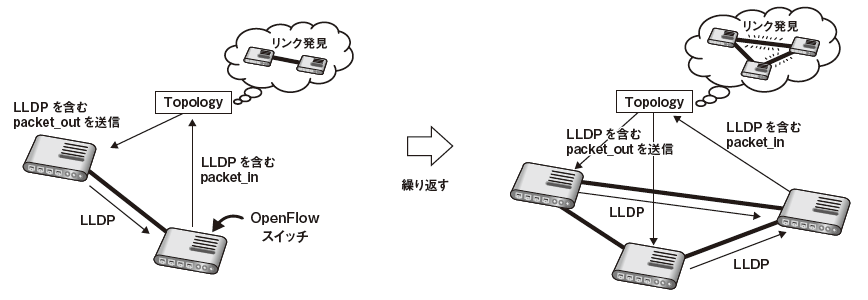 リンク発見
Topology
LLDP を含む
packet_out を送信
LLDP を含む
packet_in
LLDP
OpenFlow
スイッチ
繰り返す
リンク発見
Topology
LLDP を含む
packet_out を送信
LLDP を含む
packet_in
LLDP
LLDP